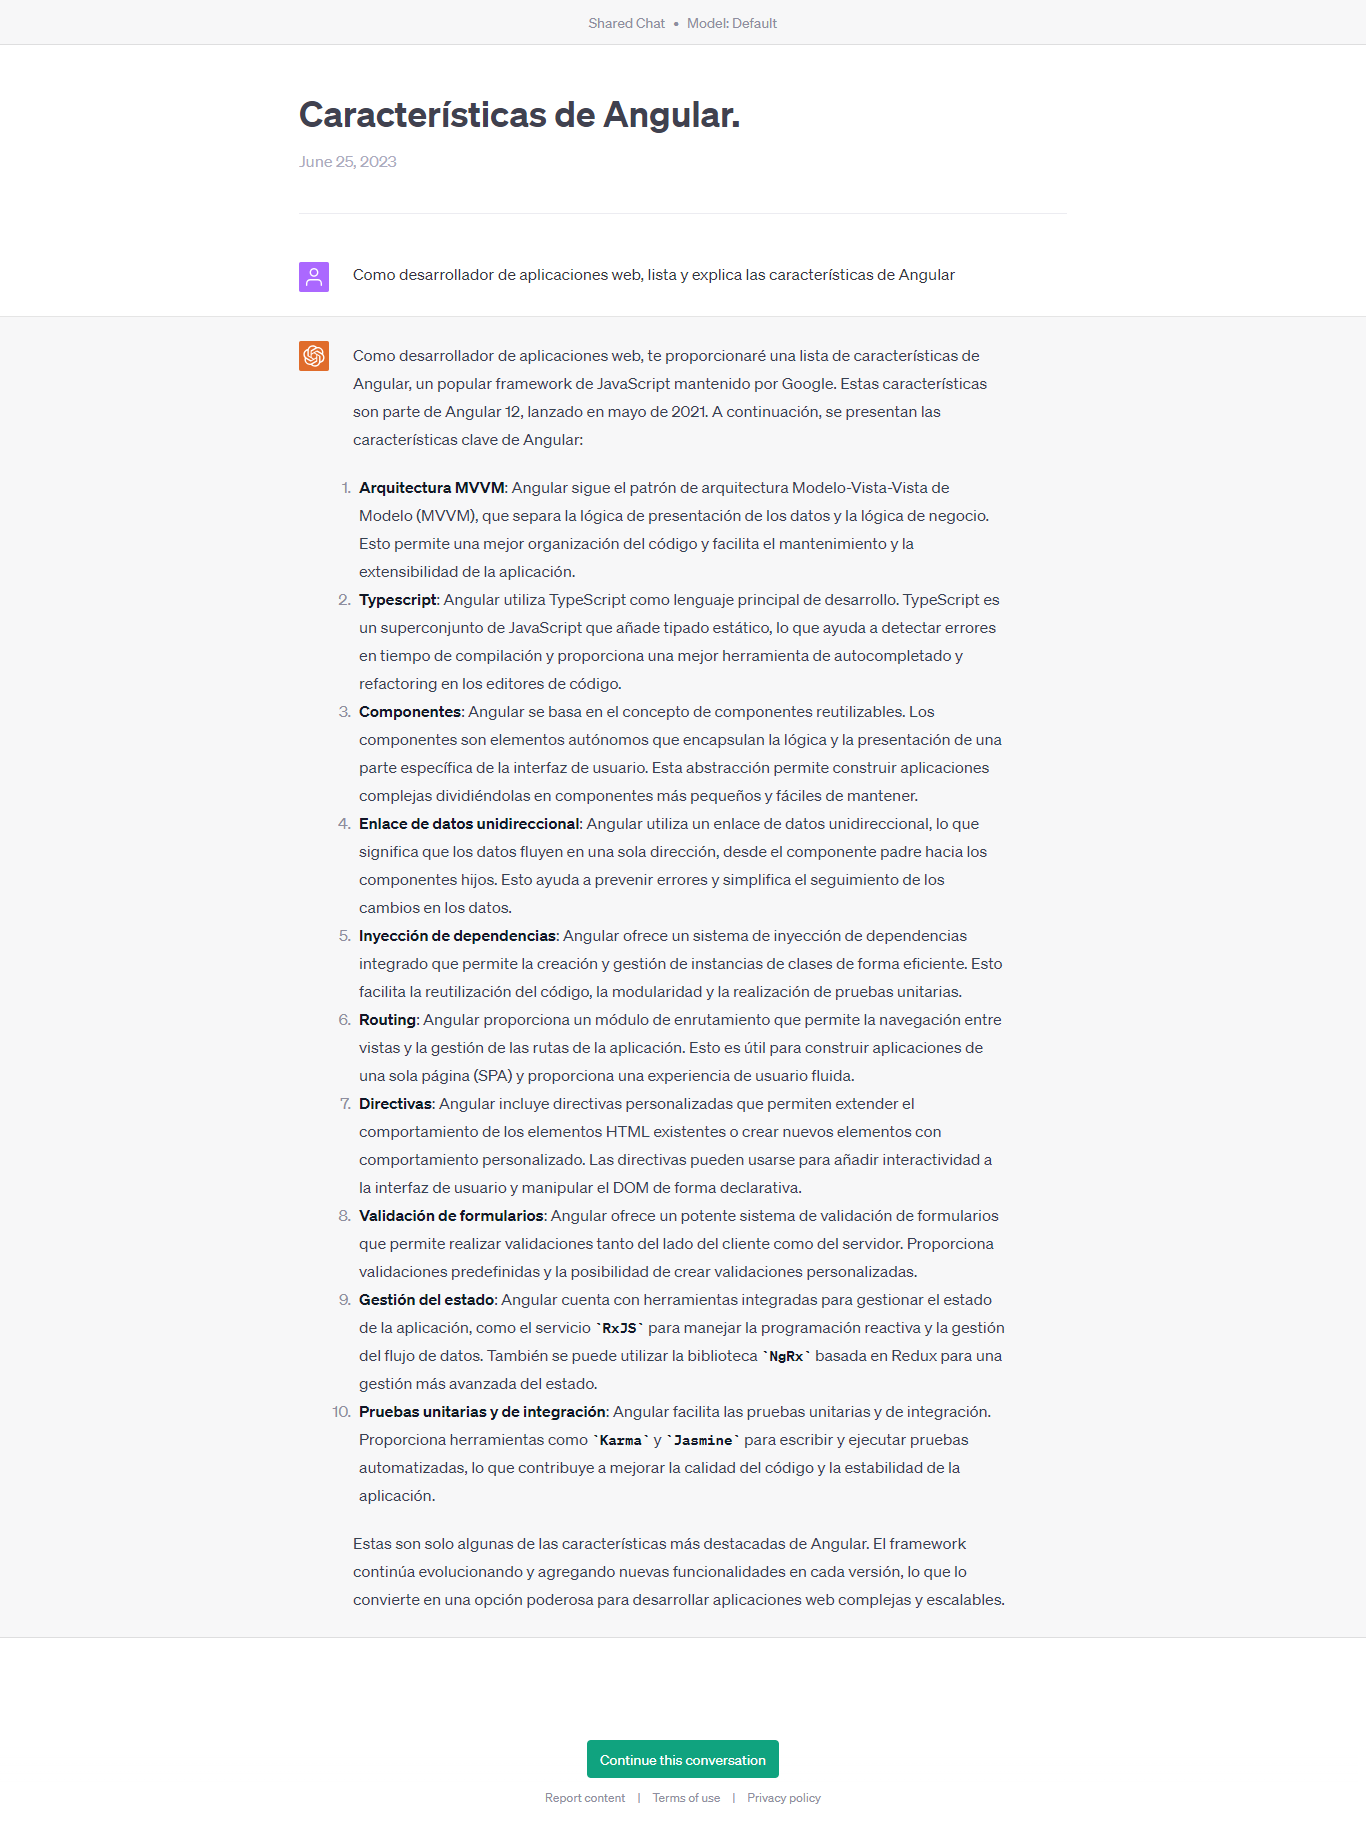 Shared Chat • Model: Default
Características de Angular.
June 25, 2023
Como desarrollador de aplicaciones web, lista y explica las características de Angular
Como desarrollador de aplicaciones web, te proporcionaré una lista de características de
Angular, un popular framework de JavaScript mantenido por Google. Estas características
son parte de Angular 12, lanzado en mayo de 2021. A continuación, se presentan las
características clave de Angular:
1. Arquitectura MVVM: Angular sigue el patrón de arquitectura Modelo-Vista-Vista de
Modelo (MVVM), que separa la lógica de presentación de los datos y la lógica de negocio.
Esto permite una mejor organización del código y facilita el mantenimiento y la
extensibilidad de la aplicación.
2. Typescript: Angular utiliza TypeScript como lenguaje principal de desarrollo. TypeScript es
un superconjunto de JavaScript que añade tipado estático, lo que ayuda a detectar errores
en tiempo de compilación y proporciona una mejor herramienta de autocompletado y
refactoring en los editores de código.
3. Componentes: Angular se basa en el concepto de componentes reutilizables. Los
componentes son elementos autónomos que encapsulan la lógica y la presentación de una
parte específica de la interfaz de usuario. Esta abstracción permite construir aplicaciones
complejas dividiéndolas en componentes más pequeños y fáciles de mantener.
4. Enlace de datos unidireccional: Angular utiliza un enlace de datos unidireccional, lo que
significa que los datos fluyen en una sola dirección, desde el componente padre hacia los
componentes hijos. Esto ayuda a prevenir errores y simplifica el seguimiento de los
cambios en los datos.
5. Inyección de dependencias: Angular ofrece un sistema de inyección de dependencias
integrado que permite la creación y gestión de instancias de clases de forma eficiente. Esto
facilita la reutilización del código, la modularidad y la realización de pruebas unitarias.
6. Routing: Angular proporciona un módulo de enrutamiento que permite la navegación entre
vistas y la gestión de las rutas de la aplicación. Esto es útil para construir aplicaciones de
una sola página (SPA) y proporciona una experiencia de usuario fluida.
7. Directivas: Angular incluye directivas personalizadas que permiten extender el
comportamiento de los elementos HTML existentes o crear nuevos elementos con
comportamiento personalizado. Las directivas pueden usarse para añadir interactividad a
la interfaz de usuario y manipular el DOM de forma declarativa.
8. Validación de formularios: Angular ofrece un potente sistema de validación de formularios
que permite realizar validaciones tanto del lado del cliente como del servidor. Proporciona
validaciones predefinidas y la posibilidad de crear validaciones personalizadas.
9. Gestión del estado: Angular cuenta con herramientas integradas para gestionar el estado
de la aplicación, como el servicio `RxJS` para manejar la programación reactiva y la gestión
del flujo de datos. También se puede utilizar la biblioteca `NgRx` basada en Redux para una
gestión más avanzada del estado.
10. Pruebas unitarias y de integración: Angular facilita las pruebas unitarias y de integración.
Proporciona herramientas como `Karma` y `Jasmine` para escribir y ejecutar pruebas
automatizadas, lo que contribuye a mejorar la calidad del código y la estabilidad de la
aplicación.
Estas son solo algunas de las características más destacadas de Angular. El framework
continúa evolucionando y agregando nuevas funcionalidades en cada versión, lo que lo
convierte en una opción poderosa para desarrollar aplicaciones web complejas y escalables.
Continue this conversation
Report content | Terms of use | Privacy policy